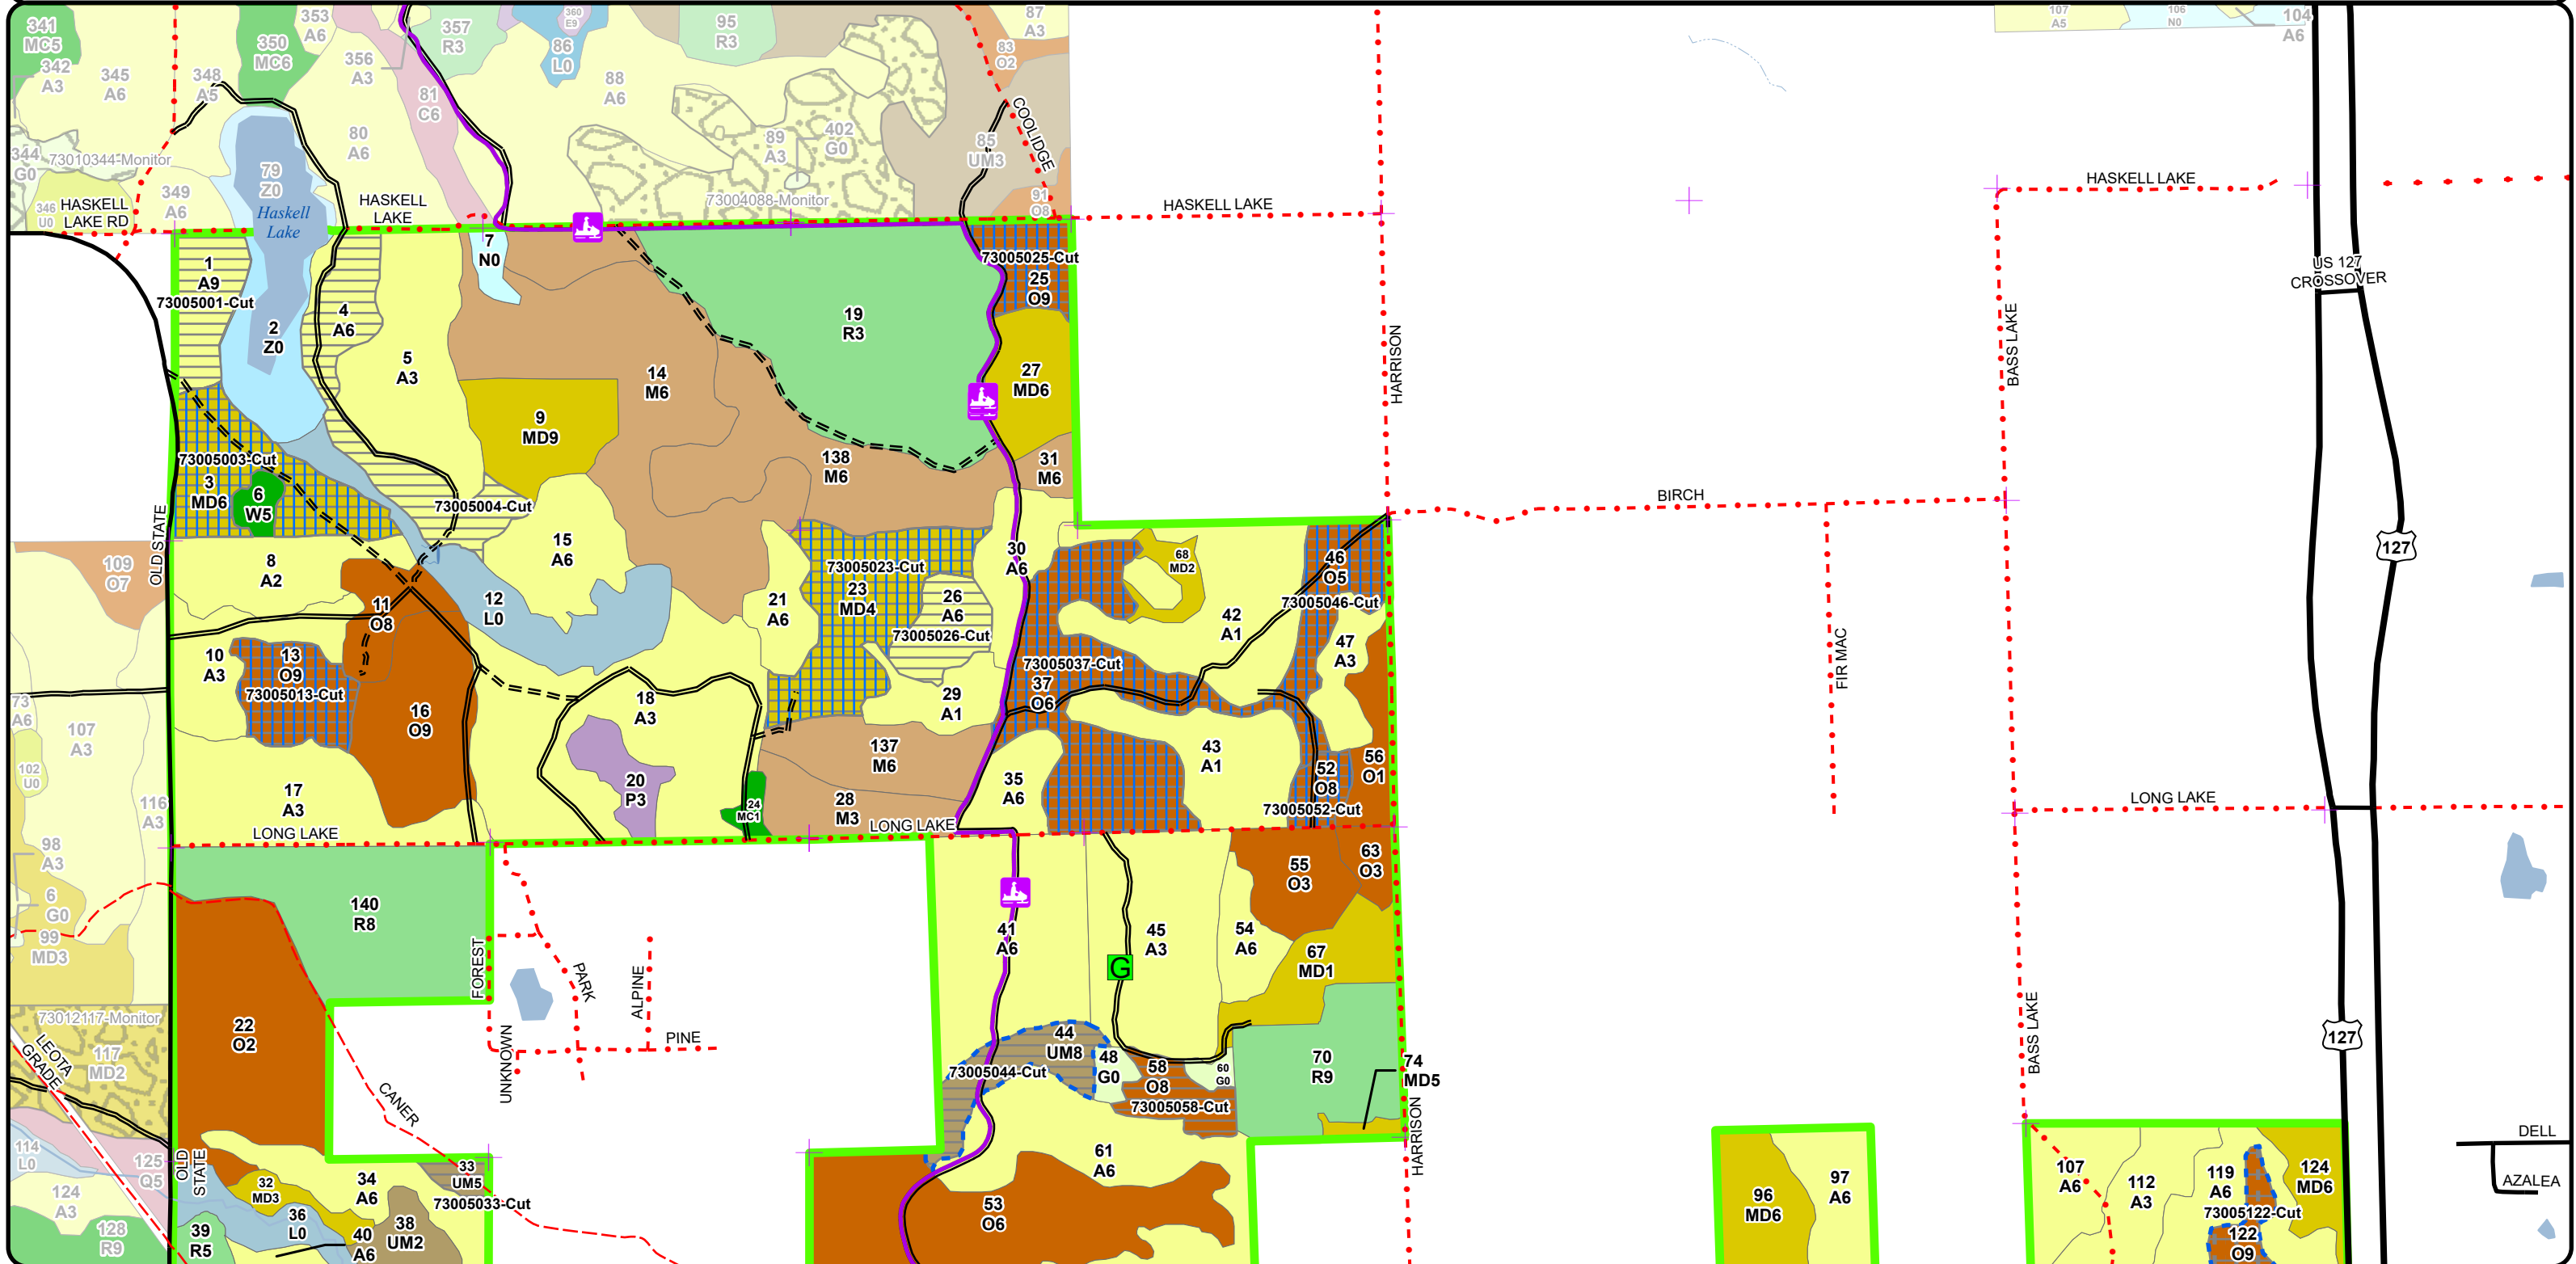 341
MC5
342
A3
345
A6
348
A5
350
MC6
353
A6
356
A3
357
R3
81
C6
80
A6
360
E9
86
L0
88
A6
95
R3
87
A3
83
O2
COOLIDGE
85
UM3
89
A3
402
G0
91
O8
107
A5
106
N0
104
A6
344
G0
73010344-Monitor
349
A6
346
U0
79
Z0
Haskell
Lake
73004088-Monitor
HASKELL
LAKE RD
HASKELL
LAKE
HASKELL LAKE
HASKELL LAKE
US 127
CROSSOVER
1
A9
73005001-Cut
2
Z0
4
A6
5
A3
7
N0
14
M6
19
R3
73005025-Cut
25
O9
27
MD6
HARRISON
BASS LAKE
9
MD9
73005003-Cut
3
MD6
6
W5
73005004-Cut
138
M6
31
M6
BIRCH
127
OLD STATE
109
O7
8
A2
15
A6
12
L0
11
O8
21
A6
73005023-Cut
23
MD4
26
A6
73005026-Cut
30
A6
68
MD2
42
A1
46
O5
73005046-Cut
47
A3
FIR MAC
10
A3
13
O9
73005013-Cut
16
O9
18
A3
29
A1
73005037-Cut
37
O6
43
A1
52
O8
56
O1
73005052-Cut
73
A6
107
A3
102
U0
116
A3
17
A3
20
P3
24
MC1
137
M6
28
M3
35
A6
LONG LAKE
LONG LAKE
LONG LAKE
98
A3
6
G0
99
MD3
140
R8
FOREST
PARK
ALPINE
PINE
UNKNOWN
41
A6
G
45
A3
54
A6
55
O3
63
O3
67
MD1
BASS LAKE
127
73012117-Monitor
LEOTA
GRADE
117
MD2
22
O2
CANER
44
UM8
73005044-Cut
48
G0
58
O8
60
G0
73005058-Cut
70
R9
74
MD5
HARRISON
114
L0
125
Q5
124
A3
128
R9
OLD
STATE
32
MD3
34
A6
33
UM5
73005033-Cut
36
L0
38
UM2
39
R5
40
A6
61
A6
53
O6
96
MD6
97
A6
107
A6
112
A3
119
A6
124
MD6
73005122-Cut
122
O9
DELL
AZALEA